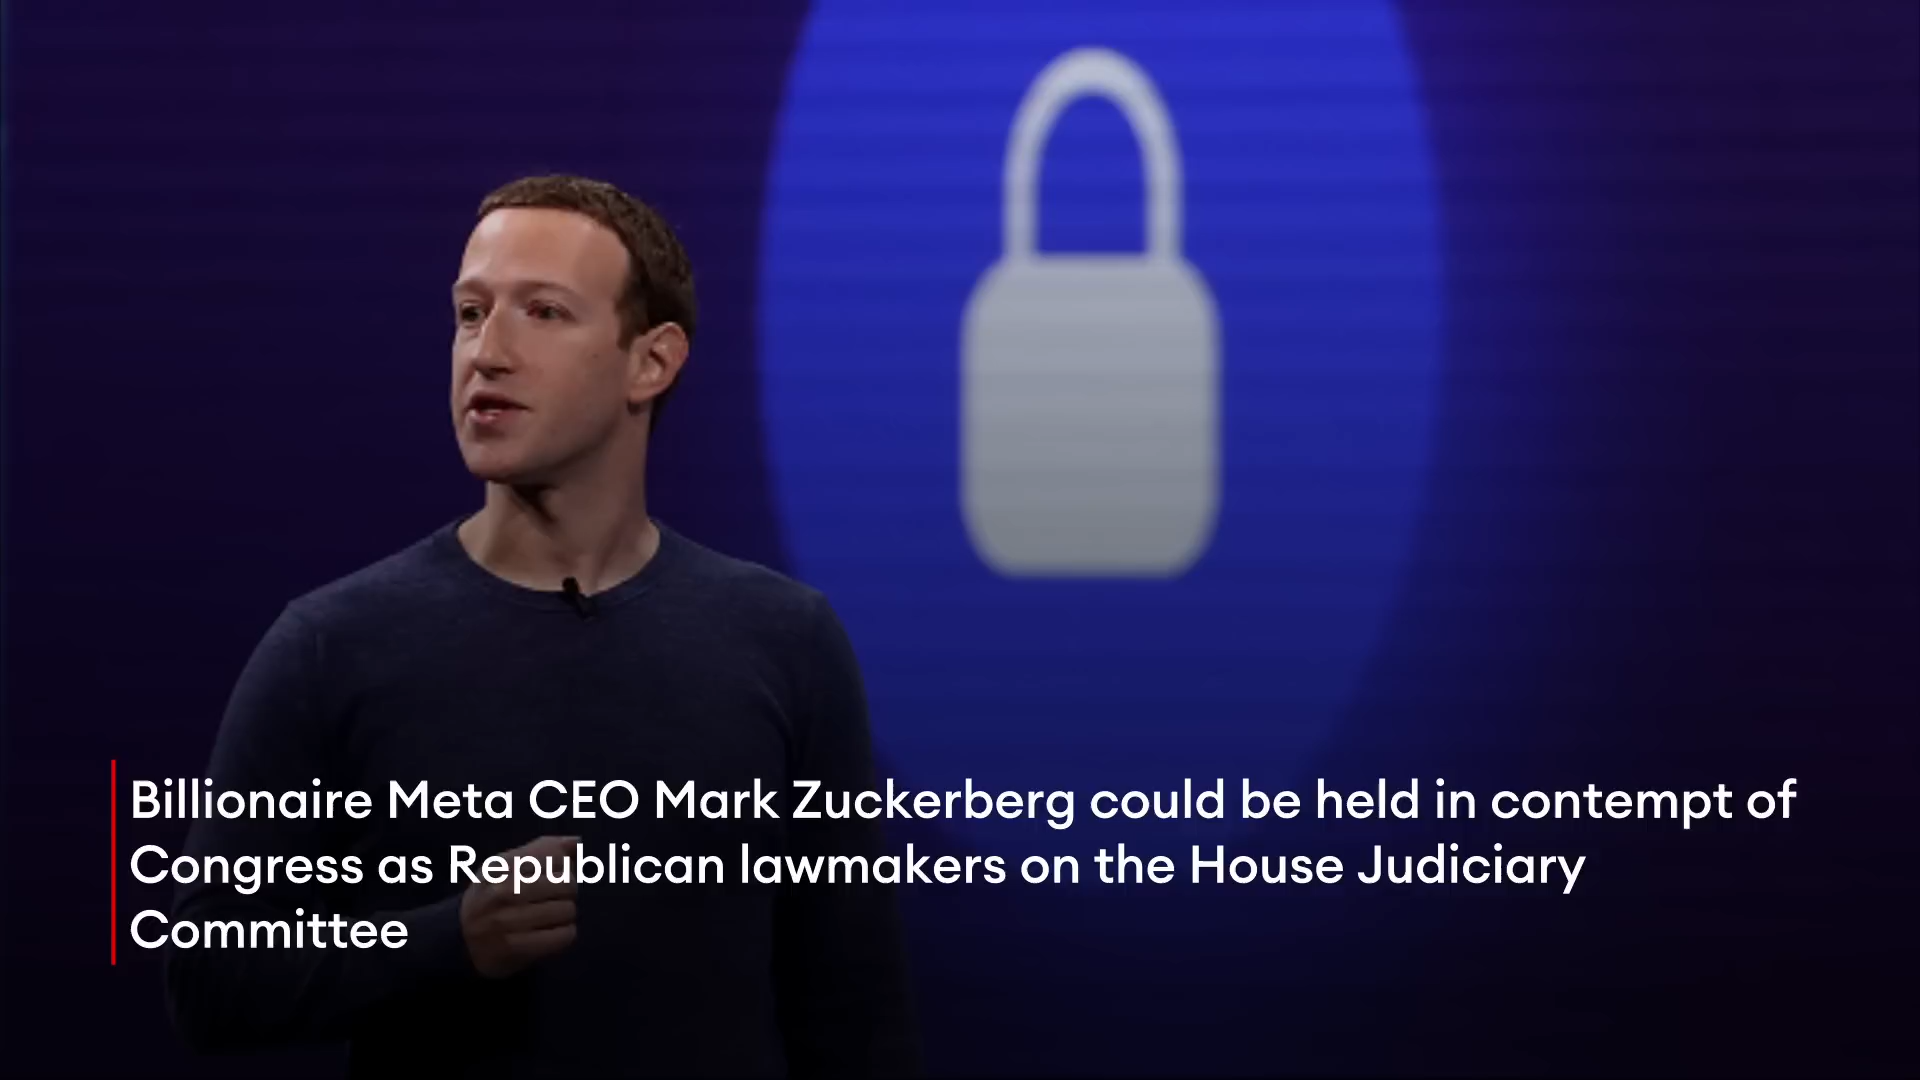 Billionaire Meta CEO Mark Zuckerberg could be held in contempt of
Congress as Republican lawmakers on the House Judiciary
Committee